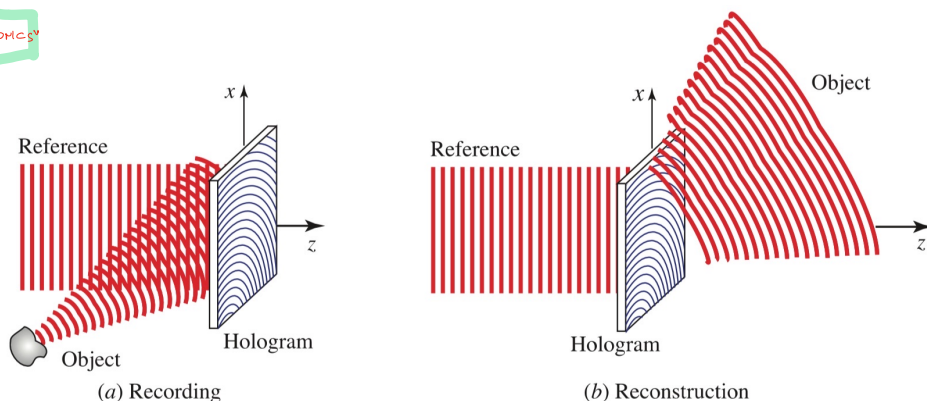 x
Reference
z
Hologram
Object
(a) Recording
x
Object
Reference
z
Hologram
(b) Reconstruction